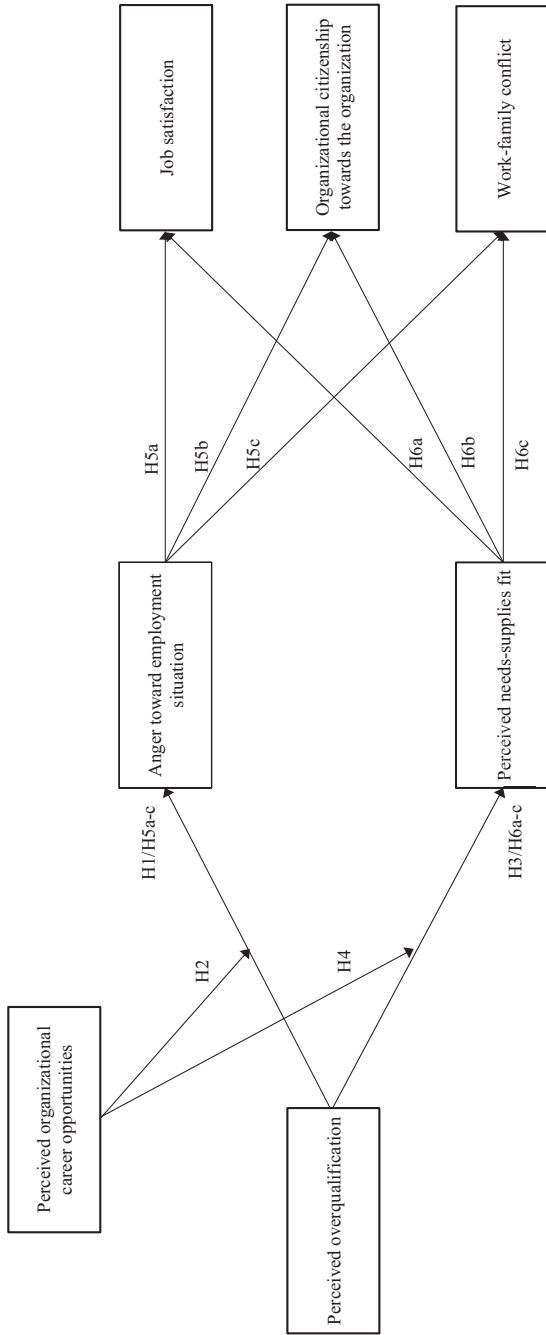 Perceived organizational
career opportunities
Perceived overqualification
H2
H4
H1/H5a-c
H3/H6a-c
Anger toward employment
situation
Perceived needs-supplies fit
H5a
H5b
H5c
H6a
H6b
H6c
Job satisfaction
Organizational citizenship
towards the organization
Work-family conflict